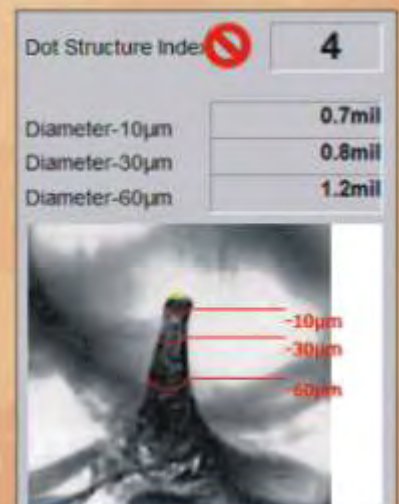 Dot Structure Index
4
Diameter-10µm 0.7mil
Diameter-30µm 0.8mil
Diameter-60µm 1.2mil
-10µm
-30µm
-60µm